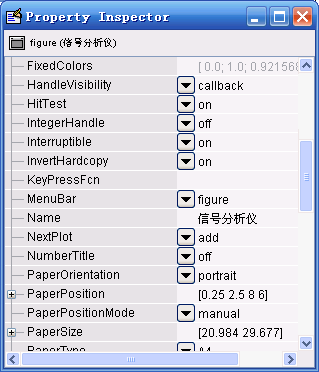 Property Inspector
figure (信号分析仪)
FixedColors [ 0.0; 1.0; 0.921568
HandleVisibility callback
HitTest on
IntegerHandle off
Interruptible on
InvertHardcopy on
KeyPressFcn
MenuBar figure
Name 信号分析仪
NextPlot add
NumberTitle off
PaperOrientation portrait
PaperPosition [0.25 2.5 8 6]
PaperPositionMode manual
PaperSize [20.984 29.677]
PaperType A4